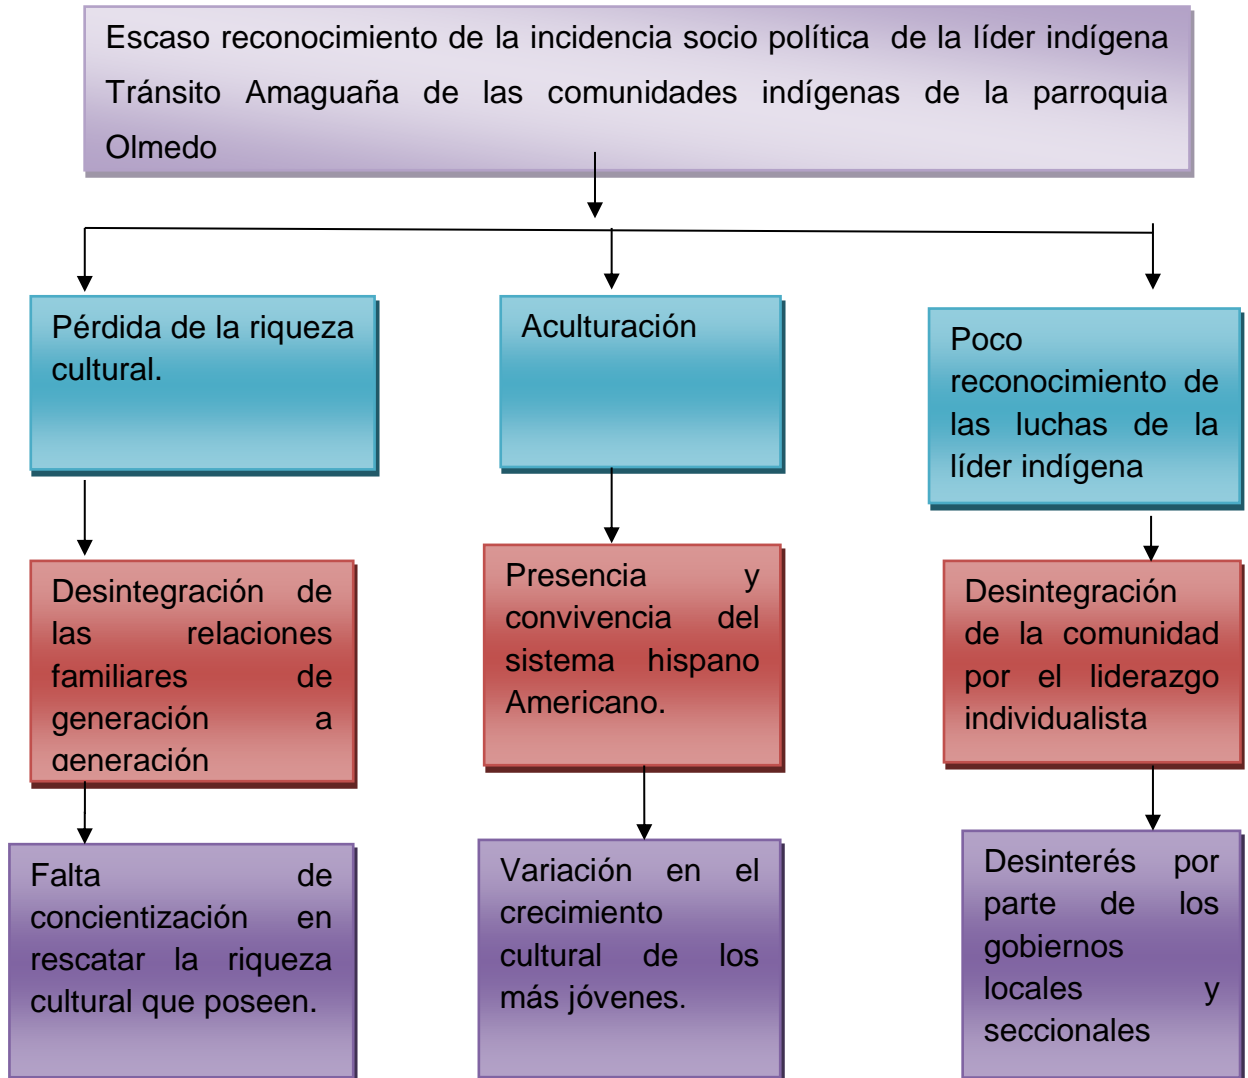 Escaso reconocimiento de la incidencia socio política de la líder indígena
Tránsito Amaguaña de las comunidades indígenas de la parroquia
Olmedo
Pérdida de la riqueza
cultural.
Aculturación
Poco
reconocimiento de
las luchas de la
líder indígena
Desintegración de
las relaciones
familiares de
generación a
generación
Presencia y
convivencia del
sistema hispano
Americano.
Desintegración
de la comunidad
por el liderazgo
individualista
Falta de
concientización en
rescatar la riqueza
cultural que poseen.
Variación en el
crecimiento
cultural de los
más jóvenes.
Desinterés por
parte de los
gobiernos
locales y
seccionales